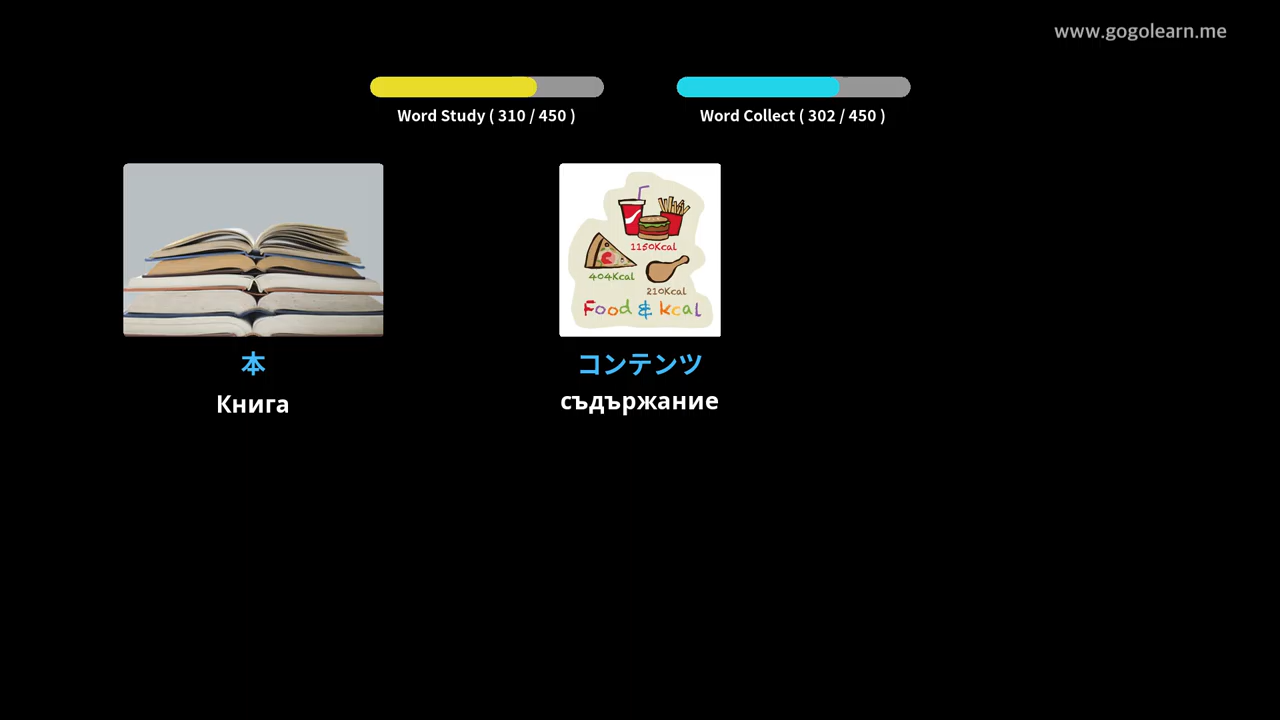 www.gogolearn.me
Word Study ( 310 / 450 )
Word Collect ( 302 / 450 )
1150Kcal
404Kcal
210Kcal
Food & kcal
本
コンテンツ
Книга
съдържание